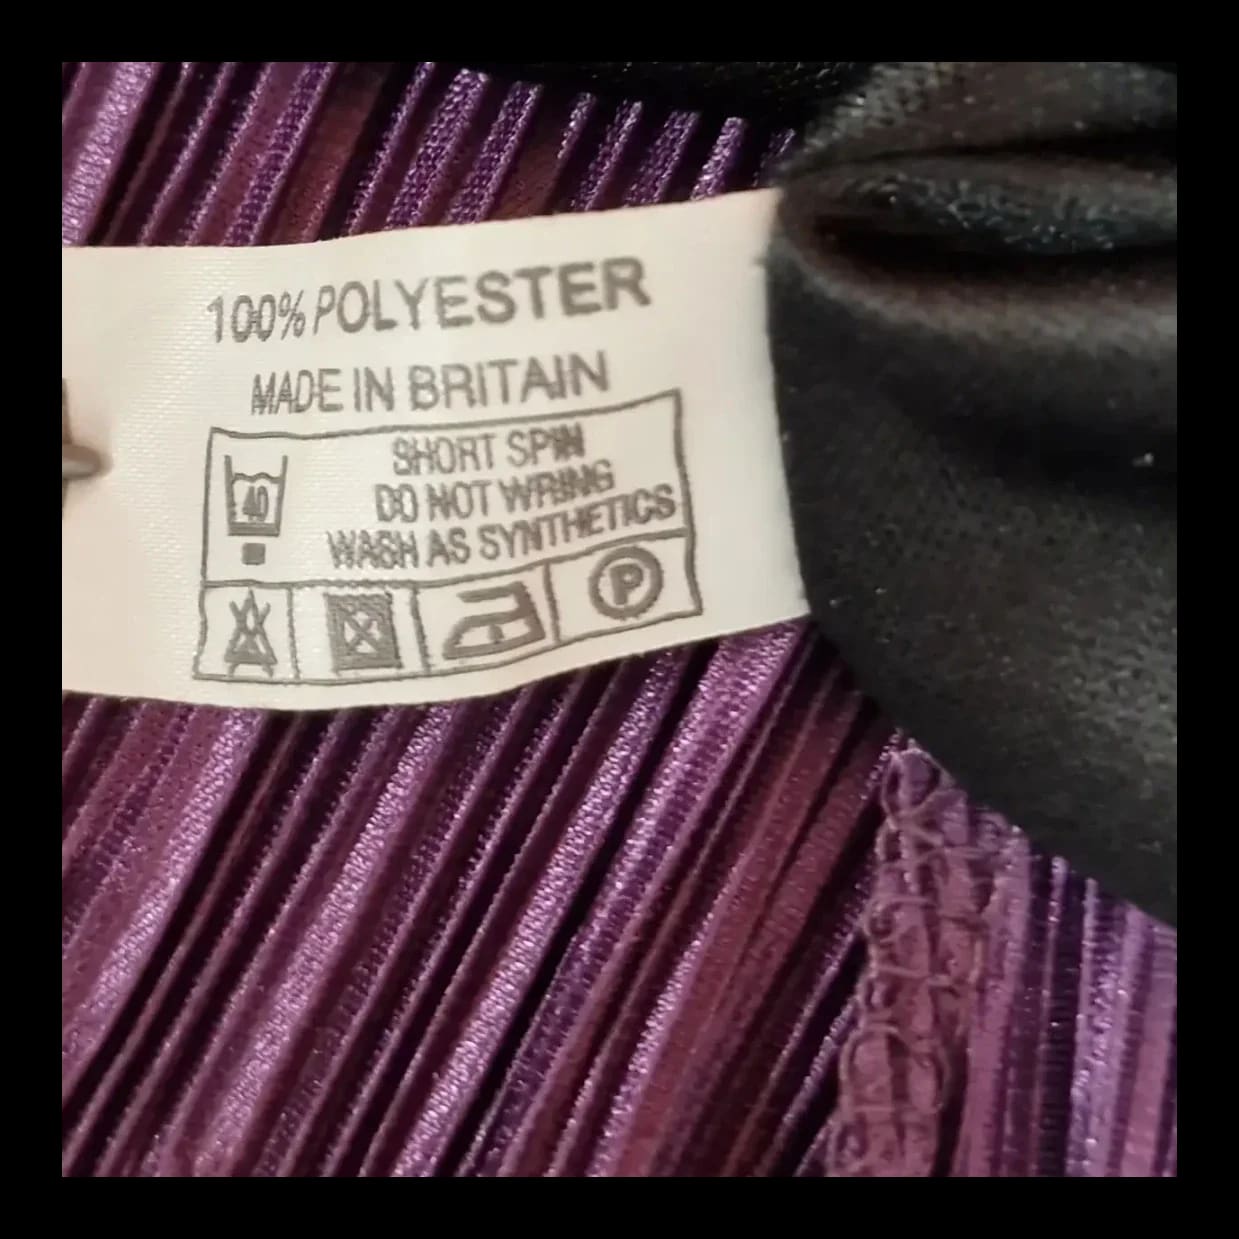 100% POLYESTER
MADE IN BRITAIN
40
SHORT SPIN
DO NOT WRING
WASH AS SYNTHETICS
P